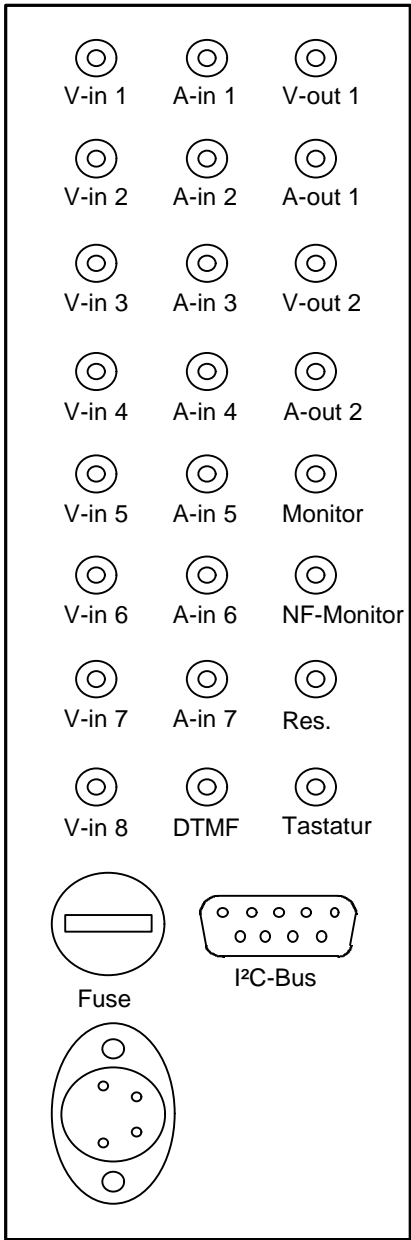 V-in 1 A-in 1 V-out 1
V-in 2 A-in 2 A-out 1
V-in 3 A-in 3 V-out 2
V-in 4 A-in 4 A-out 2
V-in 5 A-in 5 Monitor
V-in 6 A-in 6 NF-Monitor
V-in 7 A-in 7 Res.
V-in 8 DTMF Tastatur
I²C-Bus
Fuse